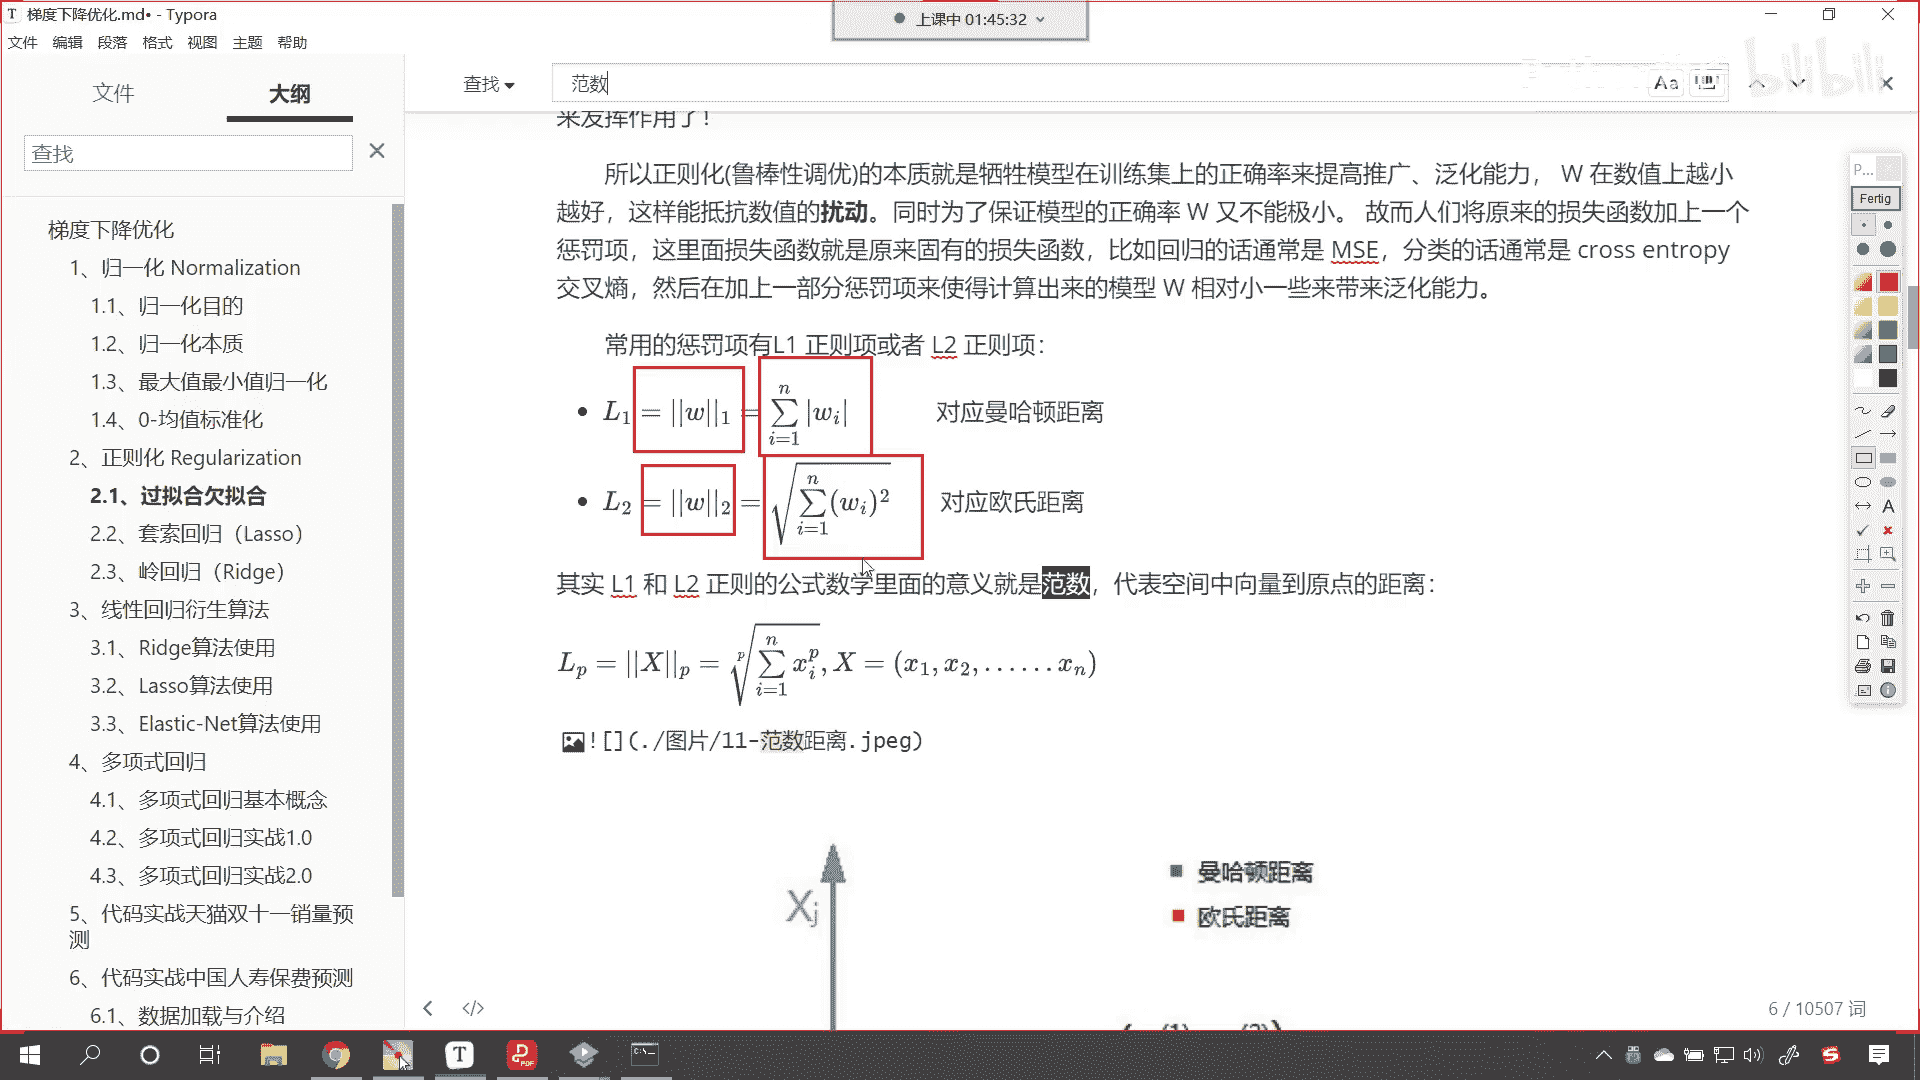 梯度下降优化.md• - Typora
上课中 01:45:32
文件 编辑 段落 格式 视图 主题 帮助
文件 大纲
查找
梯度下降优化
1、归一化 Normalization
1.1、归一化目的
1.2、归一化本质
1.3、最大值最小值归一化
1.4、0-均值标准化
2、正则化 Regularization
2.1、过拟合欠拟合
2.2、套索回归（Lasso）
2.3、岭回归（Ridge）
3、线性回归衍生算法
3.1、Ridge算法使用
3.2、Lasso算法使用
3.3、Elastic-Net算法使用
4、多项式回归
4.1、多项式回归基本概念
4.2、多项式回归实战1.0
4.3、多项式回归实战2.0
5、代码实战天猫双十一销量预
测
6、代码实战中国人寿保费预测
6.1、数据加载与介绍
查找 范数 Aa
bilibili
来发挥作用了！
所以正则化(鲁棒性调优)的本质就是牺牲模型在训练集上的正确率来提高推广、泛化能力， W 在数值上越小
越好，这样能抵抗数值的扰动。同时为了保证模型的正确率 W 又不能极小。 故而人们将原来的损失函数加上一个
惩罚项，这里面损失函数就是原来固有的损失函数，比如回归的话通常是 MSE，分类的话通常是 cross entropy
交叉熵，然后在加上一部分惩罚项来使得计算出来的模型 W 相对小一些来带来泛化能力。
常用的惩罚项有L1 正则项或者 L2 正则项：
• L₁ = ||w||₁ = \sum_{i=1}^{n} |w_i| 对应曼哈顿距离
• L₂ = ||w||₂ = \sqrt{\sum_{i=1}^{n} (w_i)^2} 对应欧氏距离
其实 L1 和 L2 正则的公式数学里面的意义就是范数，代表空间中向量到原点的距离：
L_p = ||X||_p = \sqrt[p]{\sum_{i=1}^{n} x_i^p}, X = (x_1, x_2, ......x_n)
![](./图片/11-范数距离.jpeg)
X_j
曼哈顿距离
欧氏距离
</> 6 / 10507 词
P...
Fertig
A